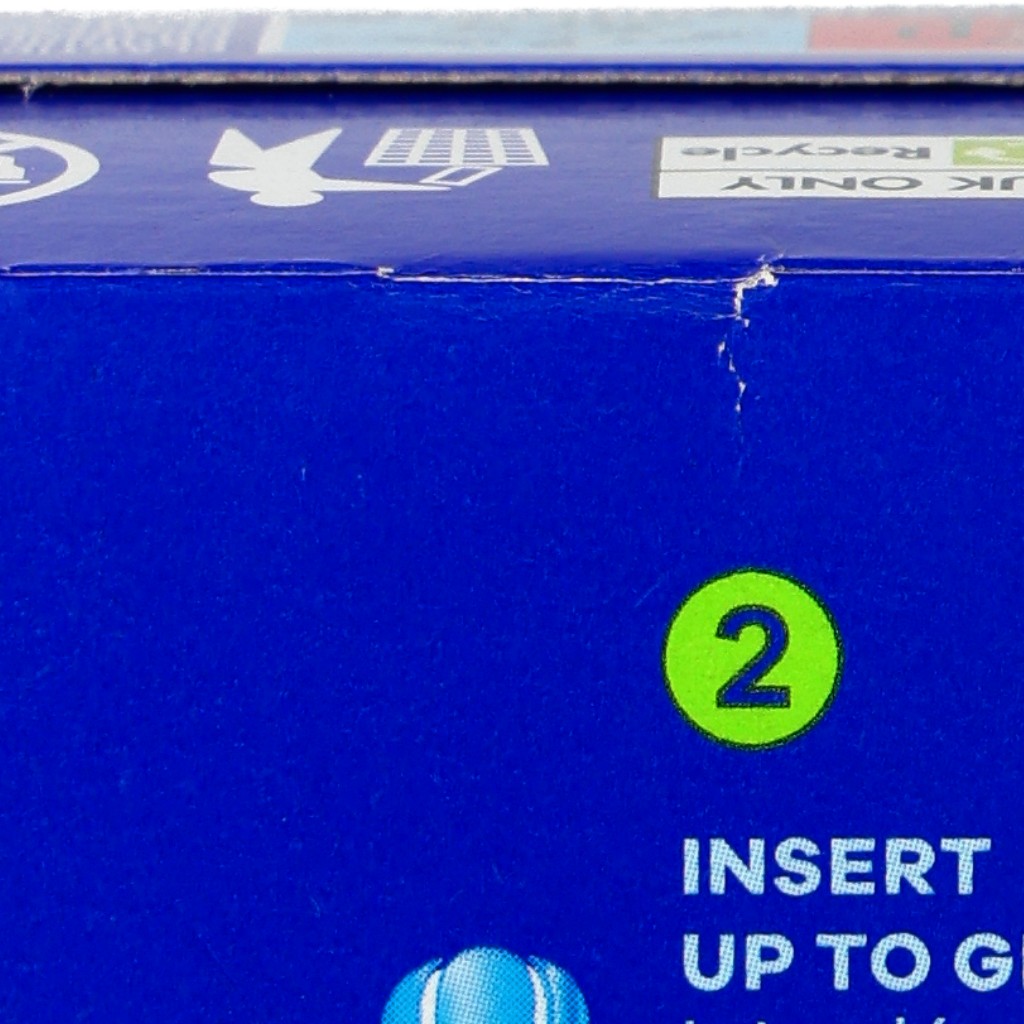 Recycle
UK ONLY
2
INSERT
UP TO